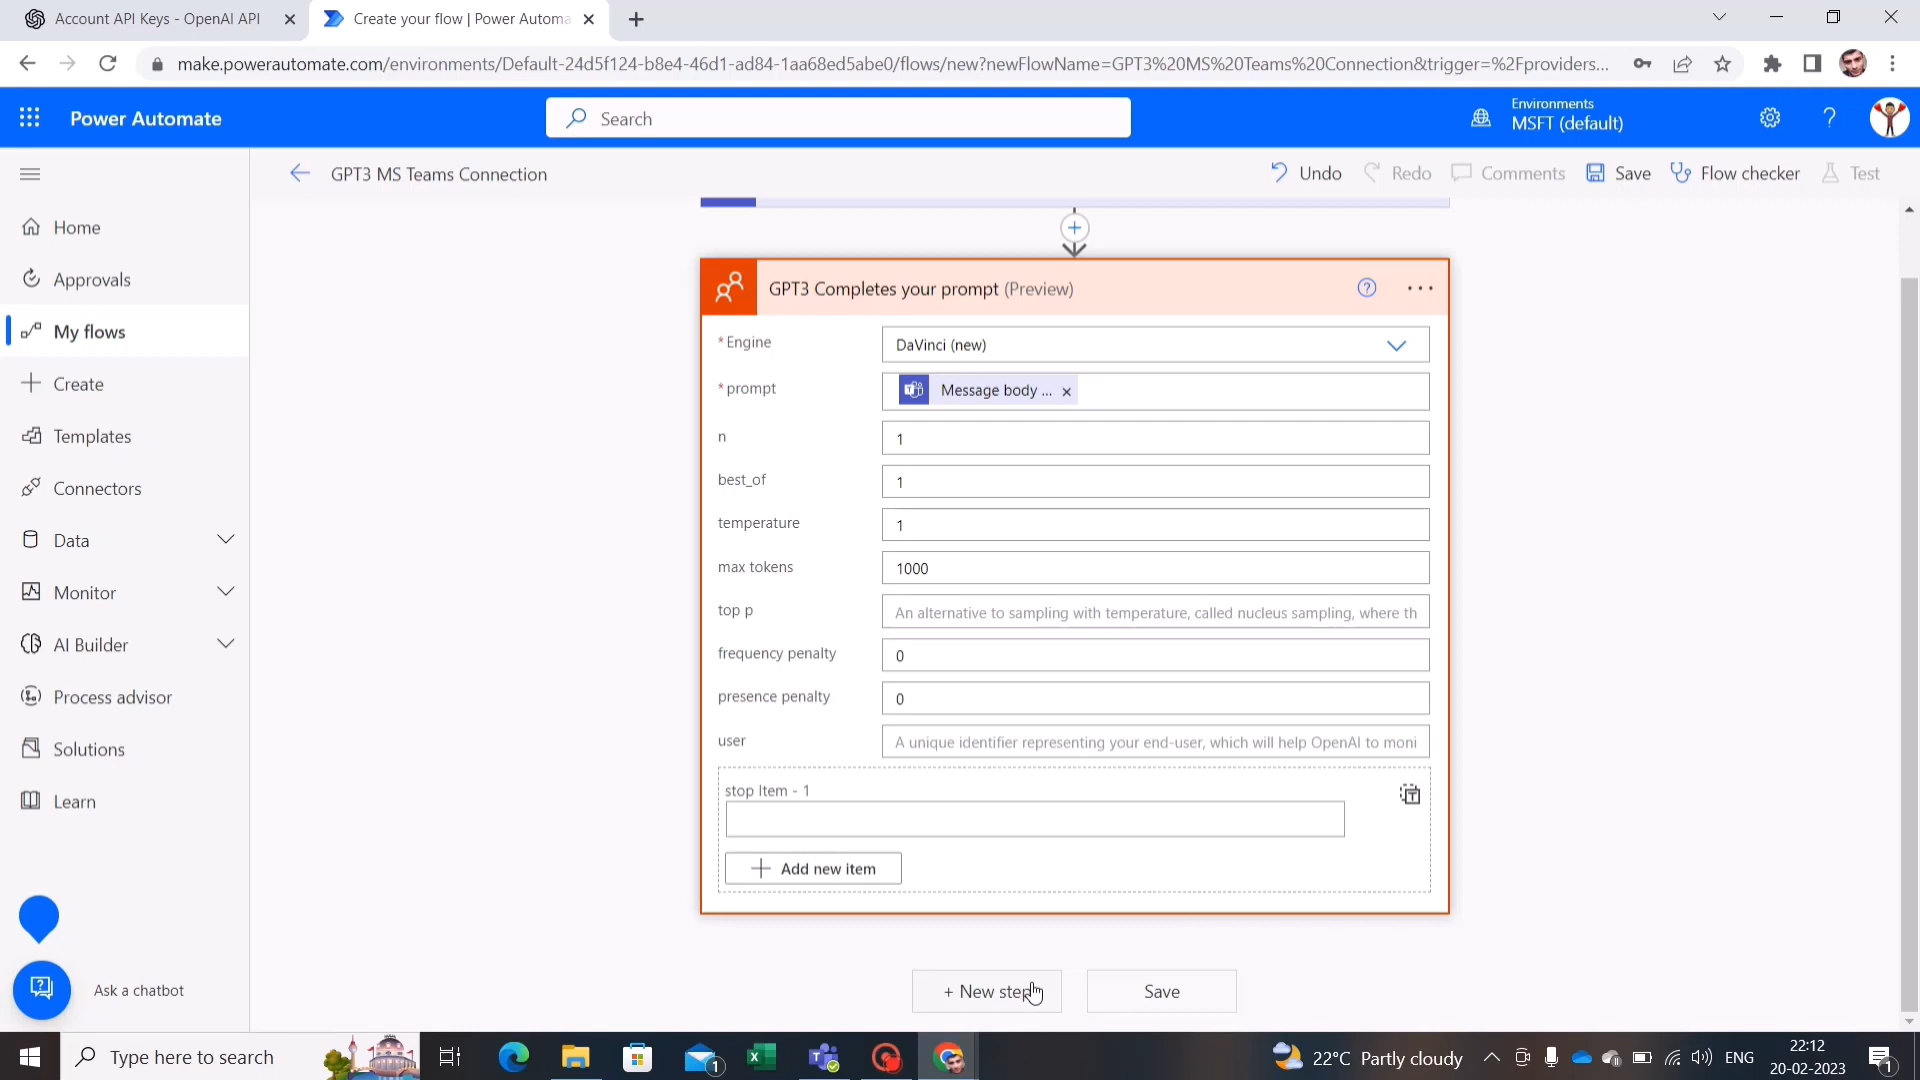 Account API Keys - OpenAI API
Create your flow | Power Automa
make.powerautomate.com/environments/Default-24d5f124-b8e4-46d1-ad84-1aa68ed5abe0/flows/new?newFlowName=GPT3%20MS%20Teams%20Connection&trigger=%2Fproviders...
Power Automate
Search
Environments
MSFT (default)
?
GPT3 MS Teams Connection
Undo
Redo
Comments
Save
Flow checker
Test
Home
Approvals
My flows
Create
Templates
Connectors
Data
Monitor
AI Builder
Process advisor
Solutions
Learn
Ask a chatbot
GPT3 Completes your prompt (Preview)
* Engine
DaVinci (new)
* prompt
Message body ... ×
n
1
best_of
1
temperature
1
max tokens
1000
top p
An alternative to sampling with temperature, called nucleus sampling, where th
frequency penalty
0
presence penalty
0
user
A unique identifier representing your end-user, which will help OpenAI to moni
stop Item - 1
Add new item
+ New step
Save
Type here to search
1
22°C Partly cloudy
ENG
22:12
20-02-2023
1